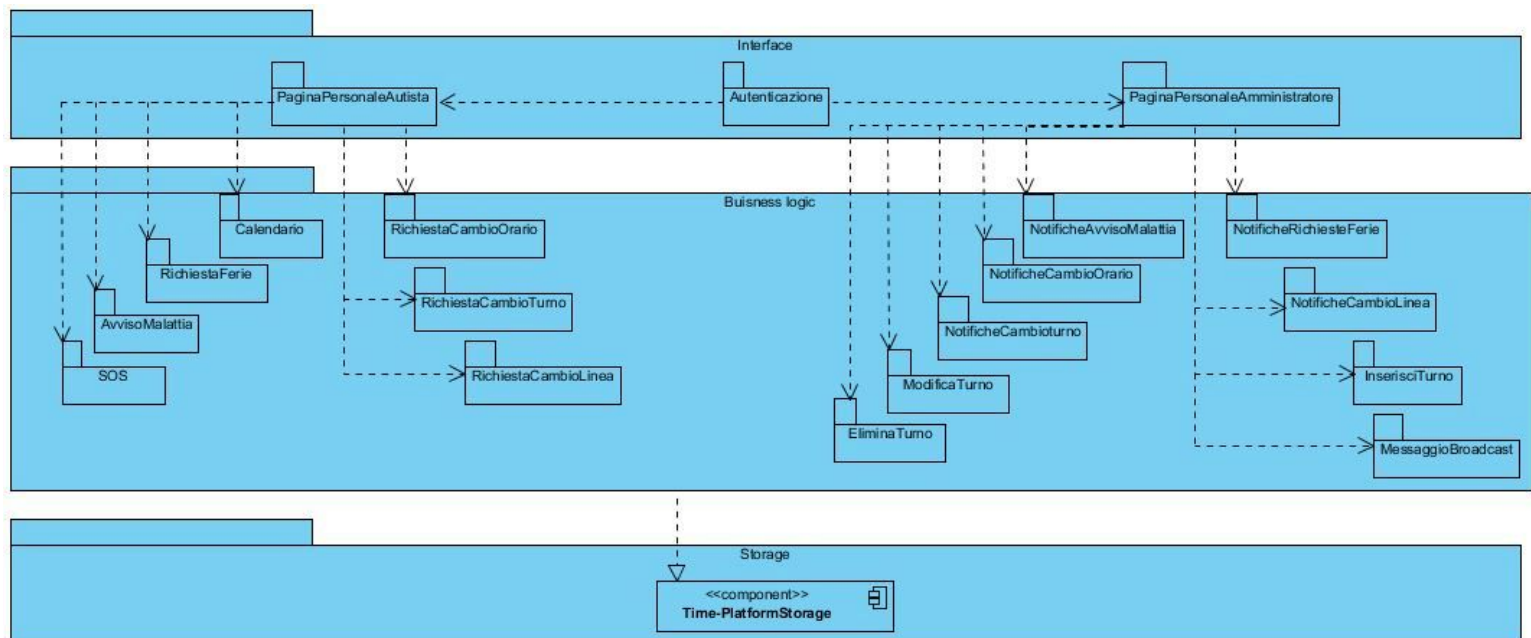 Interface
PaginaPersonaleAutista
Autenticazione
PaginaPersonaleAmministratore
Buisness logic
Calendario
RichiestaCambioOrario
NotificheAvvisoMalattia
NotificheRichiesteFerie
RichiestaFerie
NotificheCambioOrario
RichiestaCambioTurno
NotificheCambioLinea
AvvisoMalattia
NotificheCambioturno
SOS
RichiestaCambioLinea
ModificaTurno
InserisciTurno
EliminaTurno
MessaggioBroadcast
Storage
<<component>>
Time-PlatformStorage